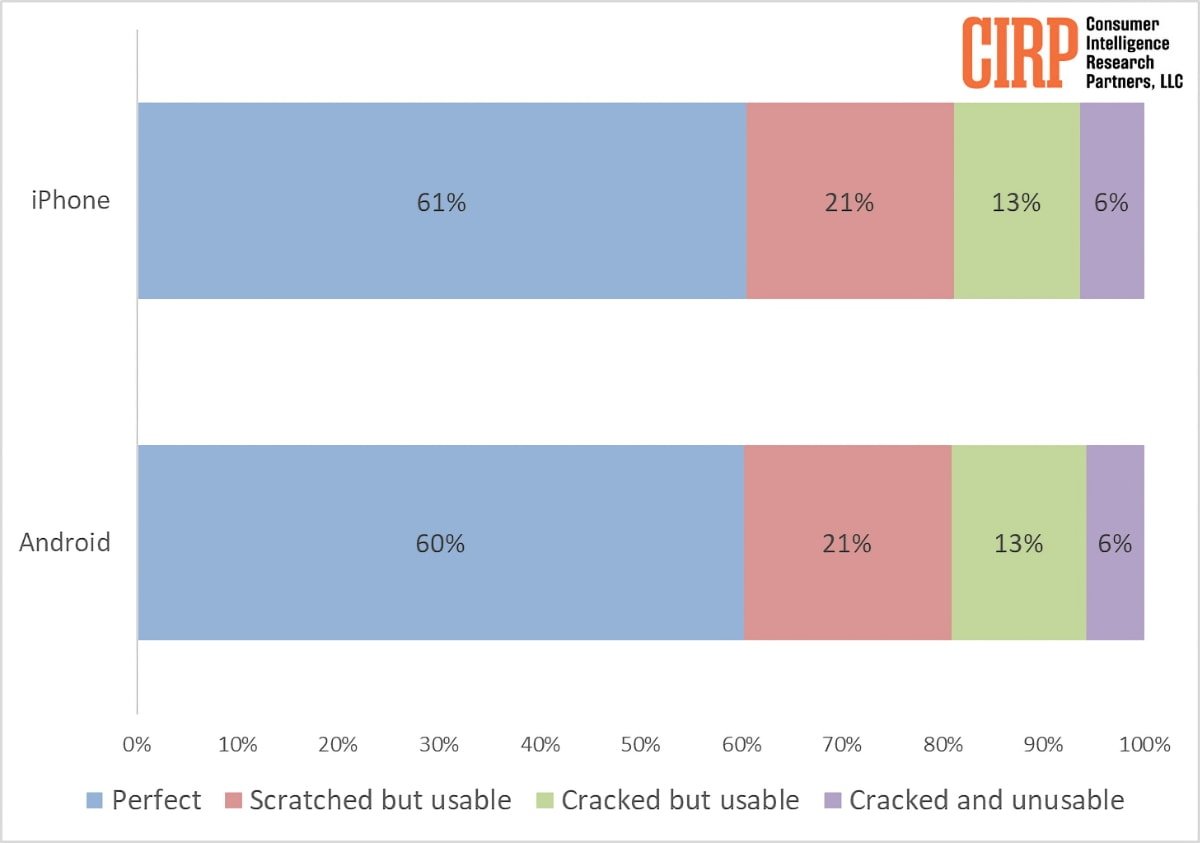 CIRP
Consumer
Intelligence
Research
Partners, LLC
iPhone
61%
21%
13%
6%
Android
60%
21%
13%
6%
0%
10%
20%
30%
40%
50%
60%
70%
80%
90%
100%
Perfect
Scratched but usable
Cracked but usable
Cracked and unusable